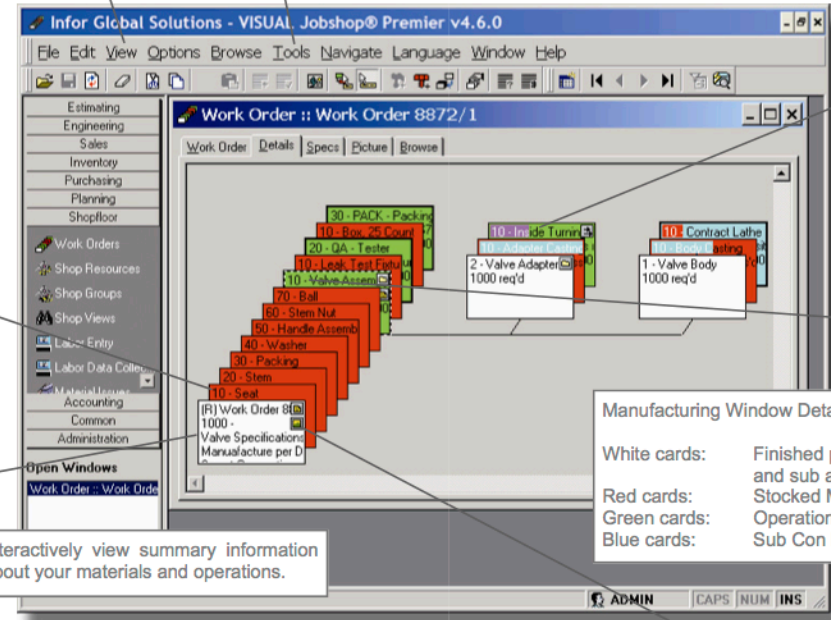 Infor Global Solutions - VISUAL Jobshop® Premier v4.6.0
File Edit View Options Browse Tools Navigate Language Window Help
Estimating
Engineering
Sales
Inventory
Purchasing
Planning
Shopfloor
Work Orders
Shop Resources
Shop Groups
Shop Views
Labor Entry
Labor Data Collec
Material Issues
Accounting
Common
Administration
Open Windows
Work Order :: Work Orde
Work Order :: Work Order 8872/1
Work Order Details Specs Picture Browse
30 - PACK - Packing
10 - Box, 25 Count
20 - QA - Tester
10 - Leak Test Fixtu
10 - Valve Assem
70 - Ball
60 - Stem Nut
50 - Handle Assemb
40 - Washer
30 - Packing
20 - Stem
10 - Seat
(R) Work Order 8
1000 -
Valve Specifications
Manuafacture per D
10 - Inside Turning
10 - Adapter Casting
2 - Valve Adapter
1000 req'd
10 - Contract Lathe
10 - Body Casting
1 - Valve Body
1000 req'd
Manufacturing Window Deta
White cards: Finished p
and sub a
Red cards: Stocked M
Green cards: Operation
Blue cards: Sub Con
teractively view summary information
bout your materials and operations.
ADMIN CAPS NUM INS